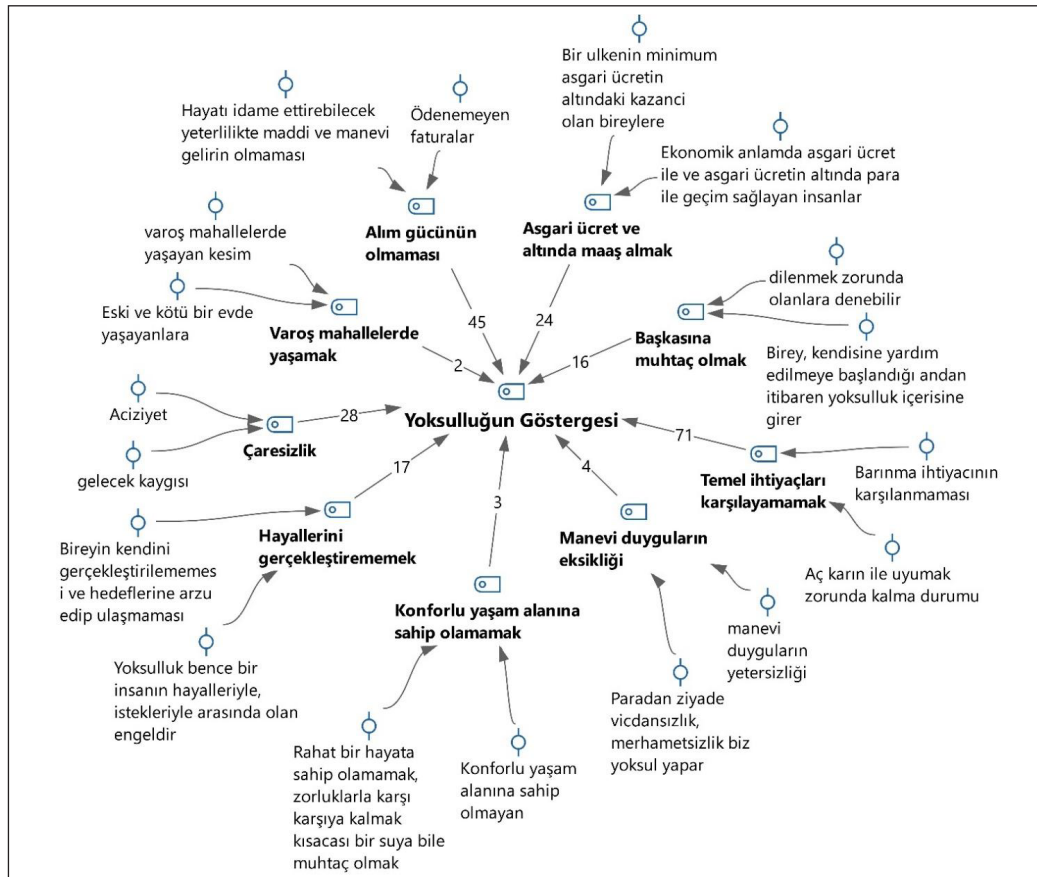 Bir ulkenin minimum
asgari ücretin
altındaki kazanci
olan bireylere
Hayatı idame ettirebilecek
yeterlilikte maddi ve manevi
gelirin olmaması
Ödenemeyen
faturalar
Ekonomik anlamda asgari ücret
ile ve asgari ücretin altında para
ile geçim sağlayan insanlar
Alım gücünün
olmaması
Asgari ücret ve
altında maaş almak
varoş mahallelerde
yaşayan kesim
Eski ve kötü bir evde
yaşayanlara
Varoş mahallelerde
yaşamak
dilenmek zorunda
olanlara denebilir
Başkasına
muhtaç olmak
Birey, kendisine yardım
edilmeye başlandığı andan
itibaren yoksulluk içerisine
girer
45
24
2
16
Yoksulluğun Göstergesi
Aciziyet
gelecek kaygısı
Çaresizlik
28
71
Temel ihtiyaçları
karşılayamamak
Barınma ihtiyacının
karşılanmaması
Aç karın ile uyumak
zorunda kalma durumu
17
3
4
Hayallerini
gerçekleştirememek
Bireyin kendini
gerçekleştirilememes
i ve hedeflerine arzu
edip ulaşmaması
Yoksulluk bence bir
insanın hayalleriyle,
istekleriyle arasında olan
engeldir
Konforlu yaşam alanına
sahip olamamak
Rahat bir hayata
sahip olamamak,
zorluklarla karşı
karşıya kalmak
kısacası bir suya bile
muhtaç olmak
Konforlu yaşam
alanına sahip
olmayan
Manevi duyguların
eksikliği
Paradan ziyade
vicdansızlık,
merhametsizlik biz
yoksul yapar
manevi
duyguların
yetersizliği